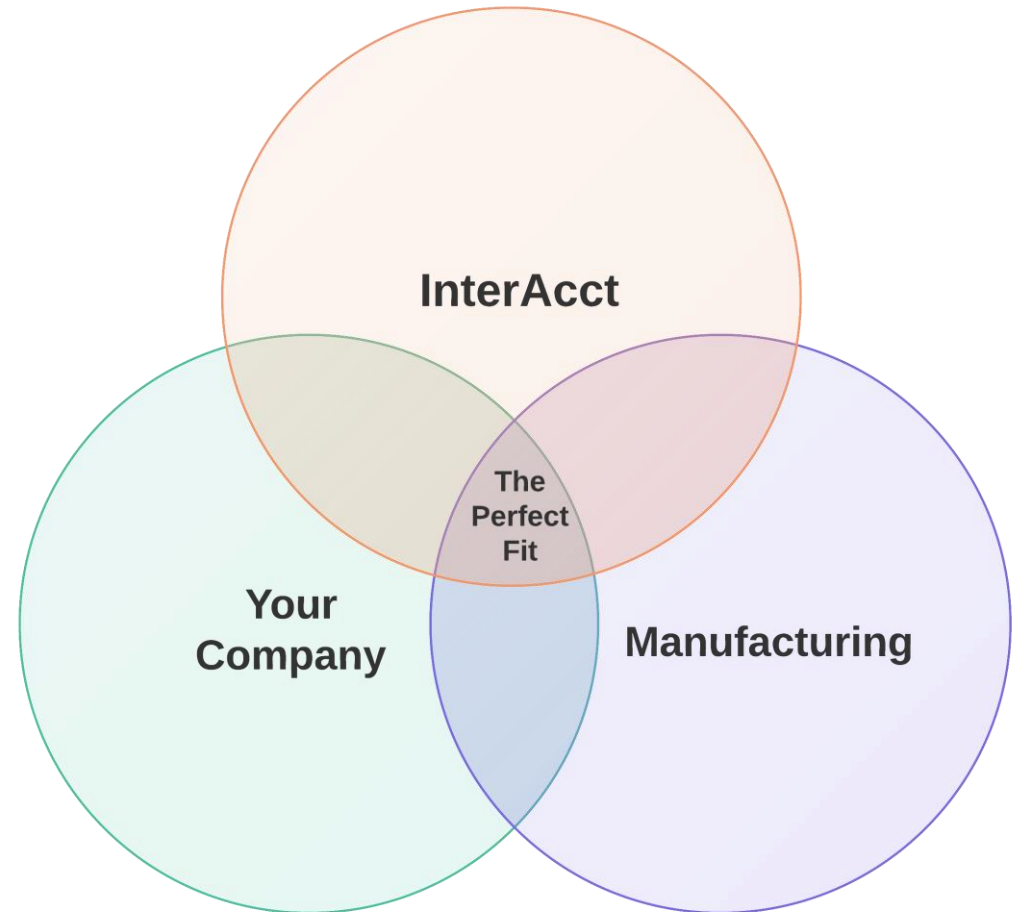 InterAcct
The
Perfect
Fit
Your
Company
Manufacturing